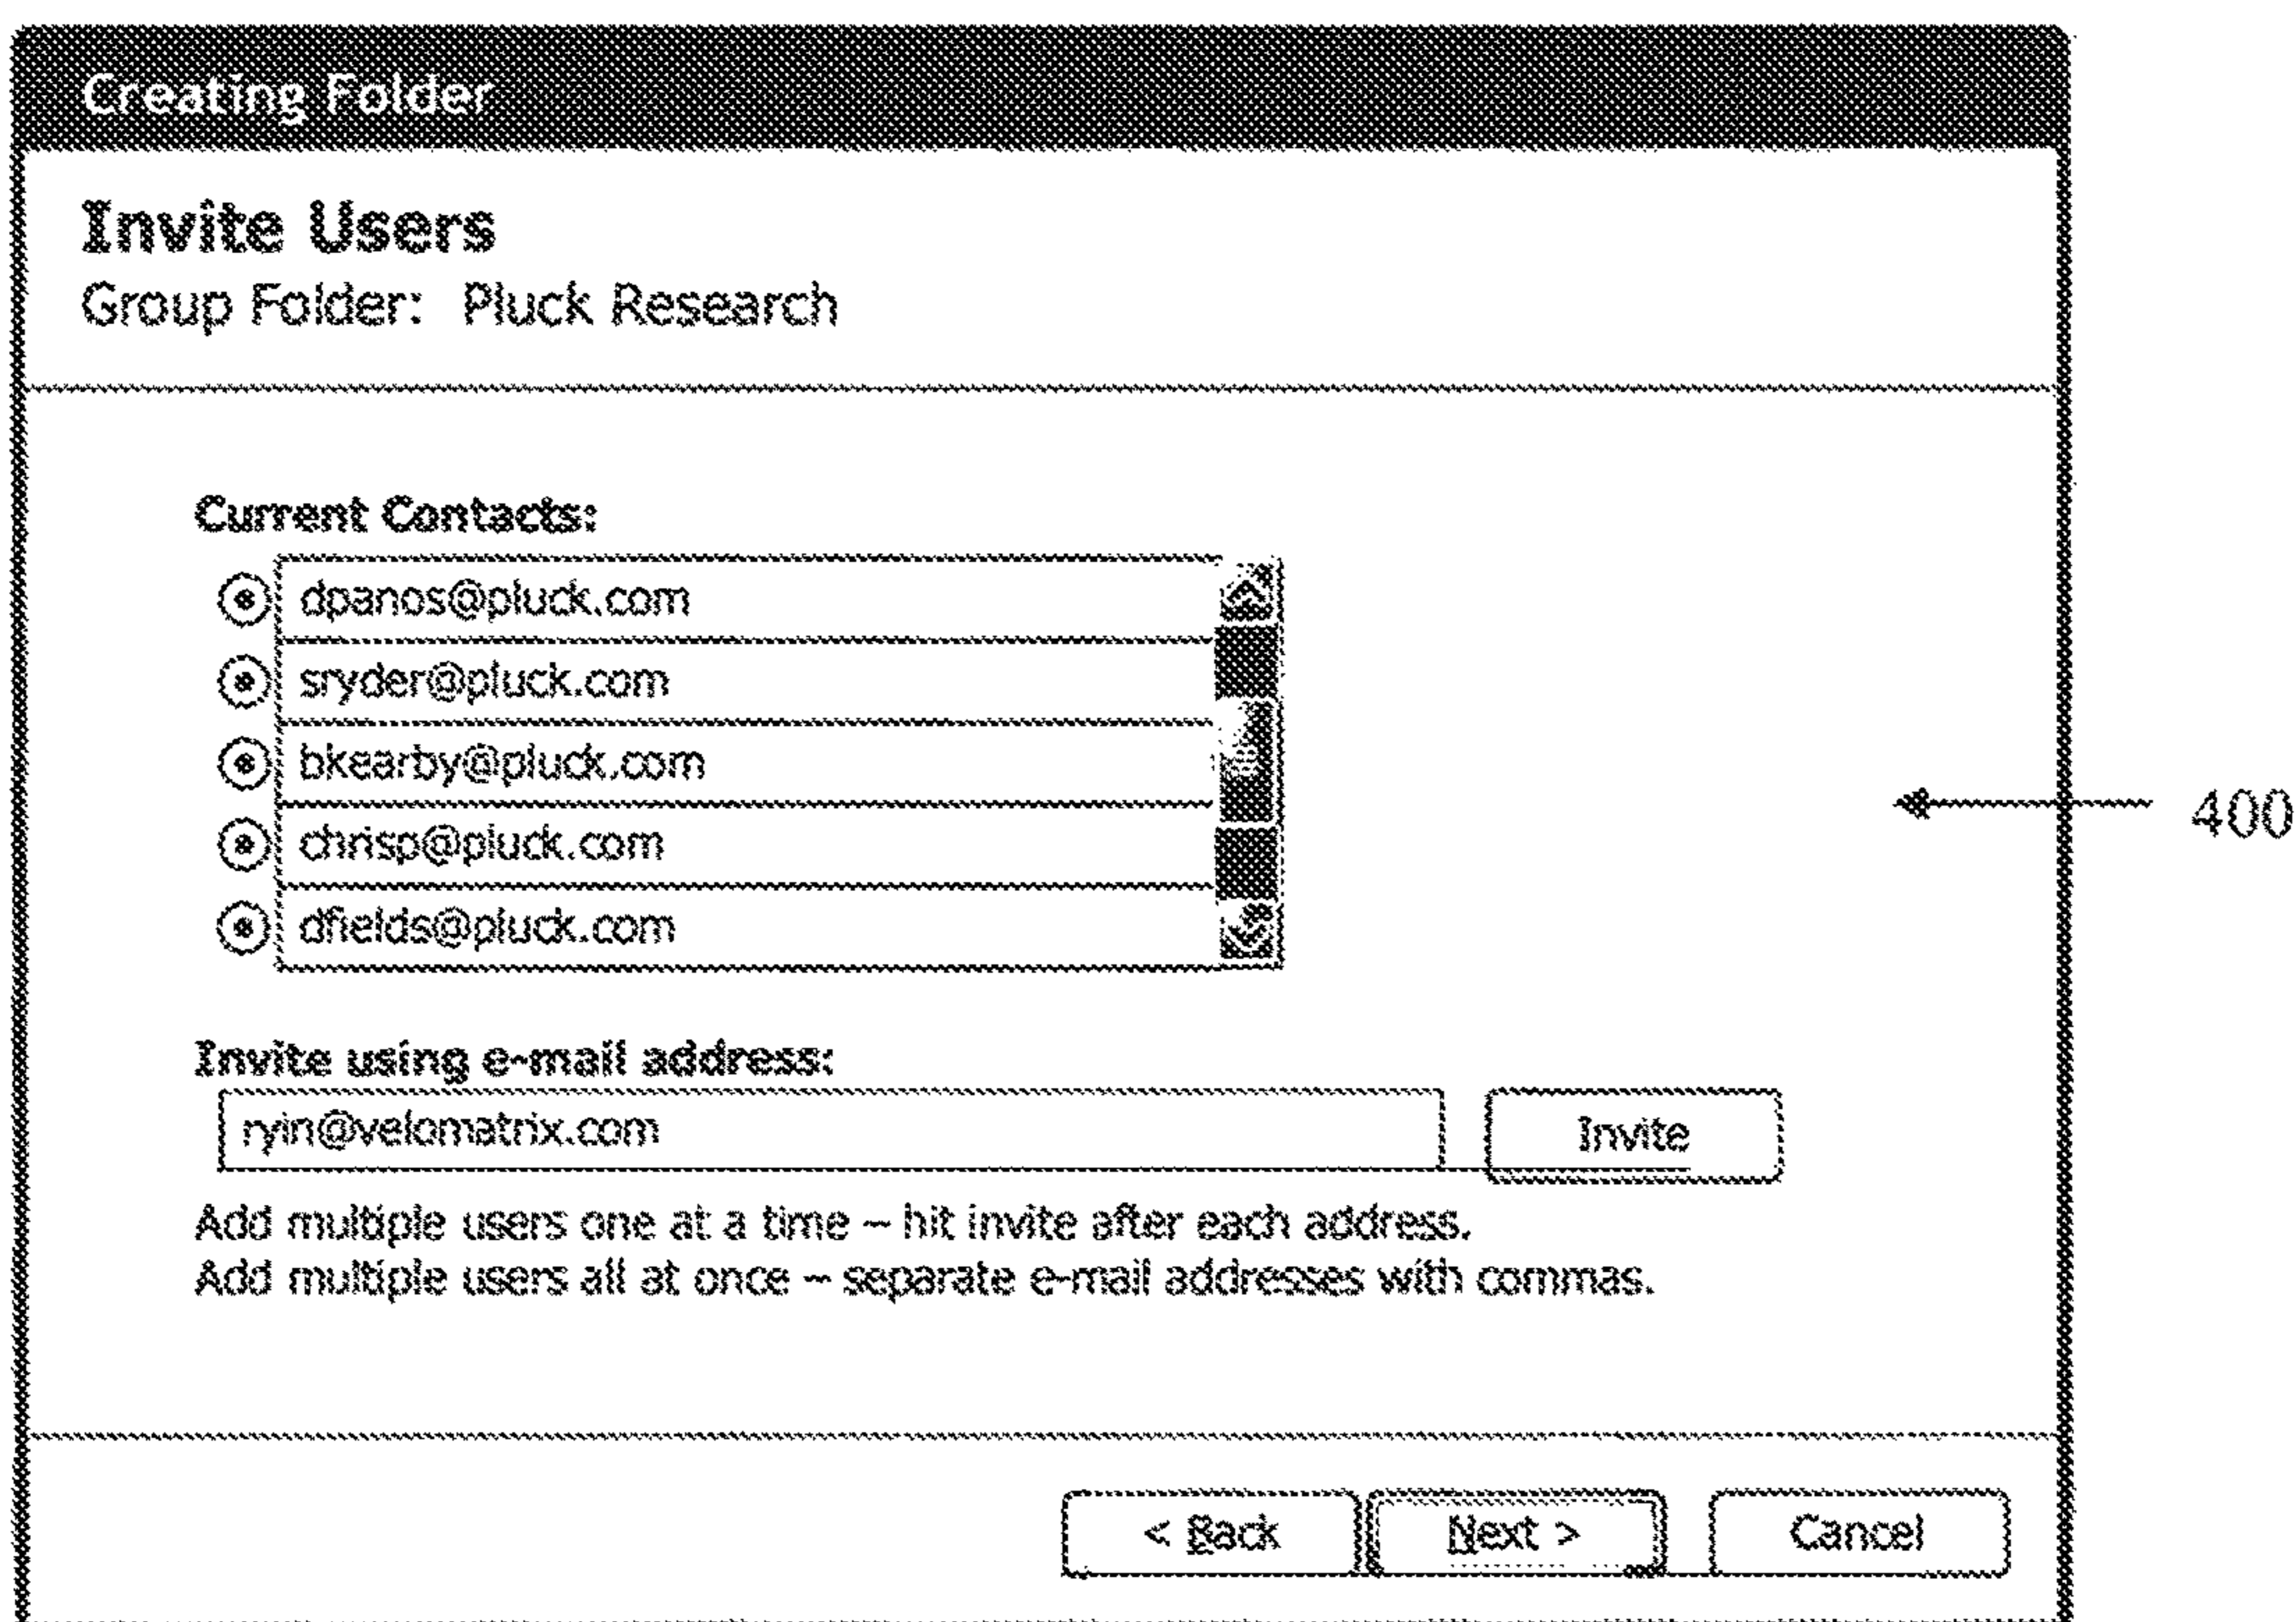 Creating Folder
Invite Users
Group Folder: Pluck Research
Current Contacts:
dpanos@pluck.com
sryder@pluck.com
bkearby@pluck.com
chrisp@pluck.com
dfields@pluck.com
400
Invite using e-mail address:
ryin@velomatrix.com
Invite
Add multiple users one at a time – hit invite after each address.
Add multiple users all at once – separate e-mail addresses with commas.
< Back Next > Cancel